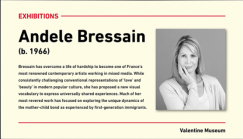 EXHIBITIONS
Andele Bressain
(b. 1966)
Bressain has overcome a life of hardship to become one of France's
most renowned contemporary artists working in mixed media. While
consistently challenging conventional representations of 'love' and
'beauty' in modern popular culture, she has proposed a new visual
vocabulary to express universally shared experiences. Much of her
most-revered work has focused on exploring the unique dynamics of
the mother-child bond as experienced by first-generation immigrants.
Valentine Museum